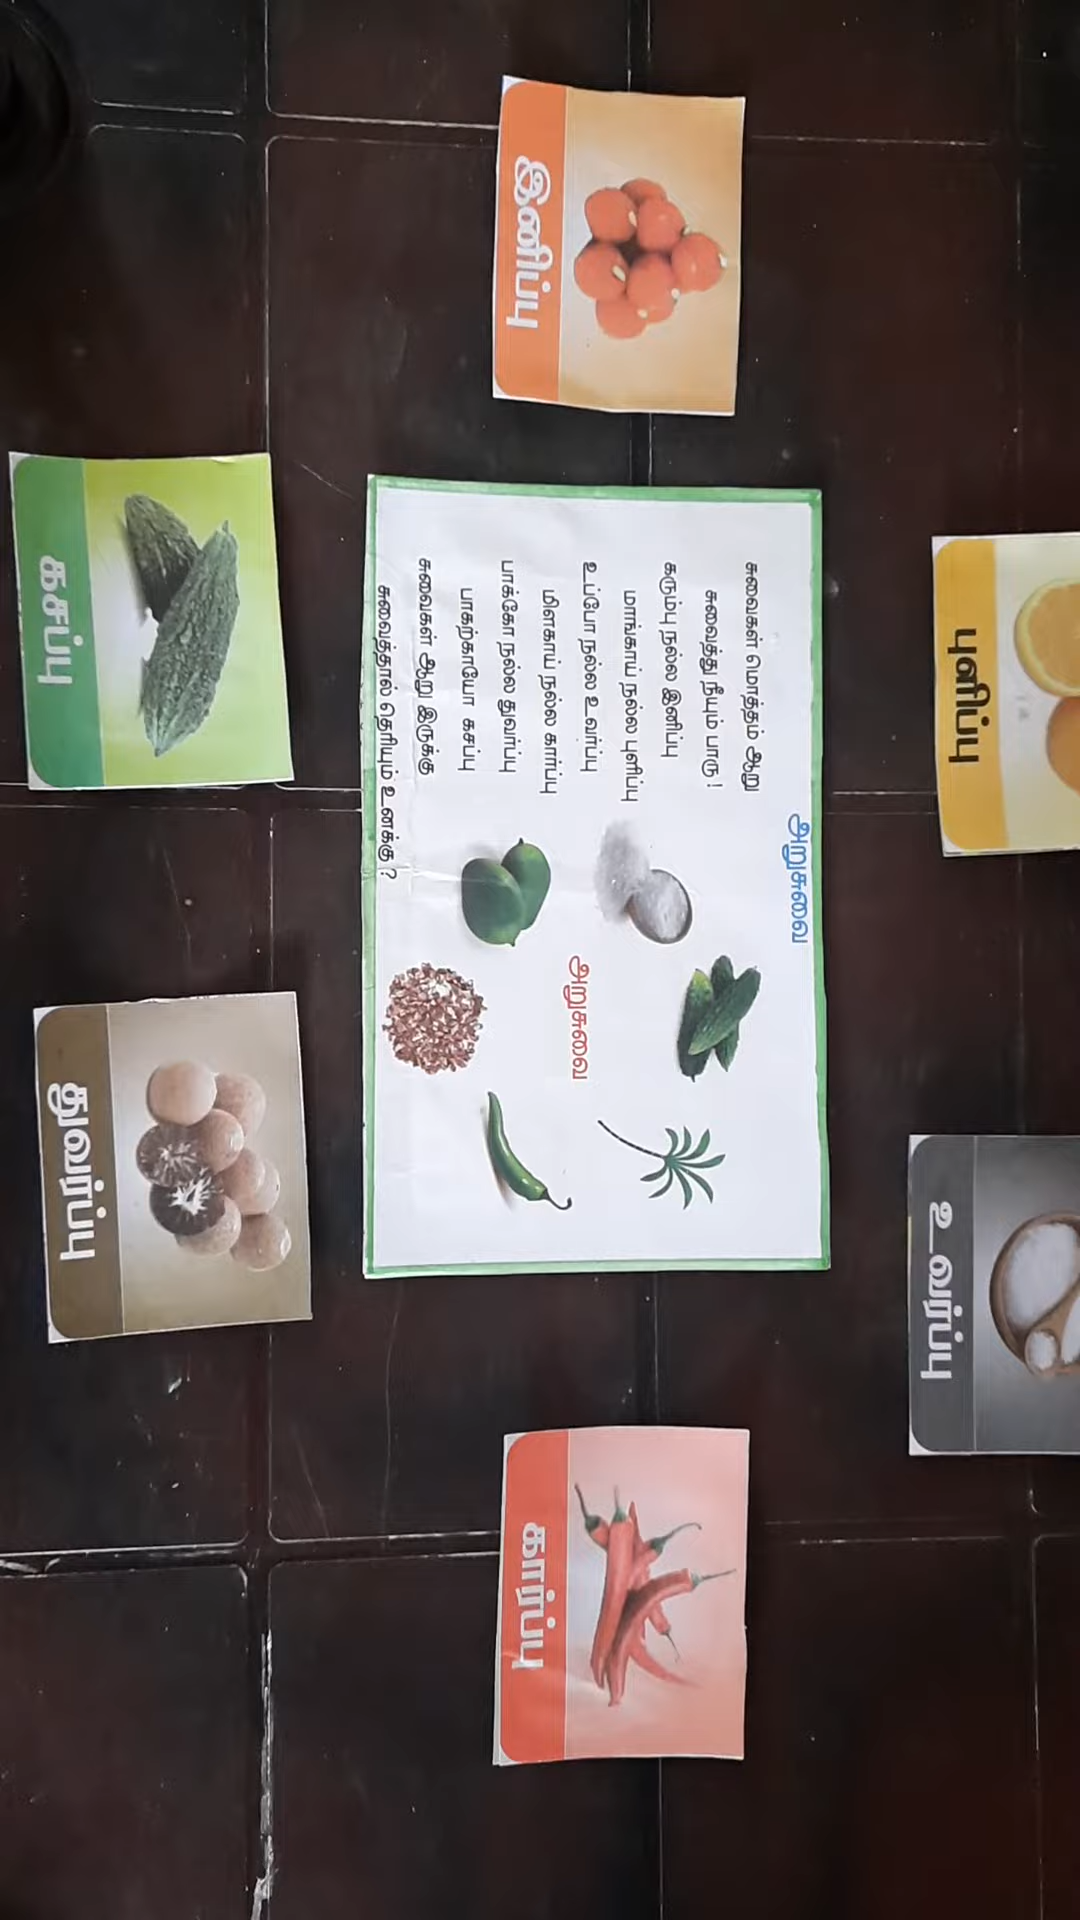 அறுசுவை
சுவைகள் மொத்தம் ஆறு
சுவைத்து நீயும் பாரு !
கரும்பு நல்ல இனிப்பு
மாங்காய் நல்ல புளிப்பு
உப்போ நல்ல உவர்ப்பு
மிளகாய் நல்ல கார்ப்பு
பாக்கோ நல்ல துவர்ப்பு
பாகற்காயோ கசப்பு
சுவைகள் ஆறு இருக்கு
சுவைத்தால் தெரியும் உனக்கு ?
அறுசுவை
புளிப்பு
உவர்ப்பு
இனிப்பு
கார்ப்பு
கசப்பு
துவர்ப்பு